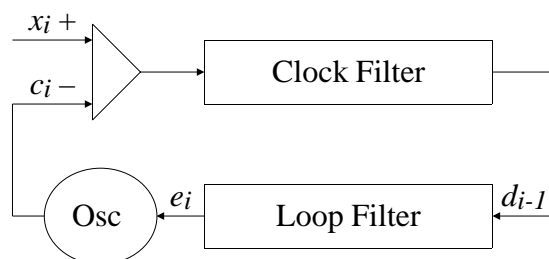 xi +
Clock Filter
ci −
Osc
ei
Loop Filter
di-1